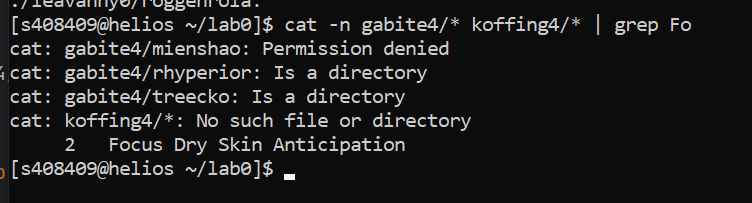 ./leavanny0/roggenrola:
[s408409@helios ~/lab0]$ cat -n gabite4/* koffing4/* | grep Fo
cat: gabite4/mienshao: Permission denied
cat: gabite4/rhyperior: Is a directory
cat: gabite4/treecko: Is a directory
cat: koffing4/*: No such file or directory
     2   Focus Dry Skin Anticipation
[s408409@helios ~/lab0]$